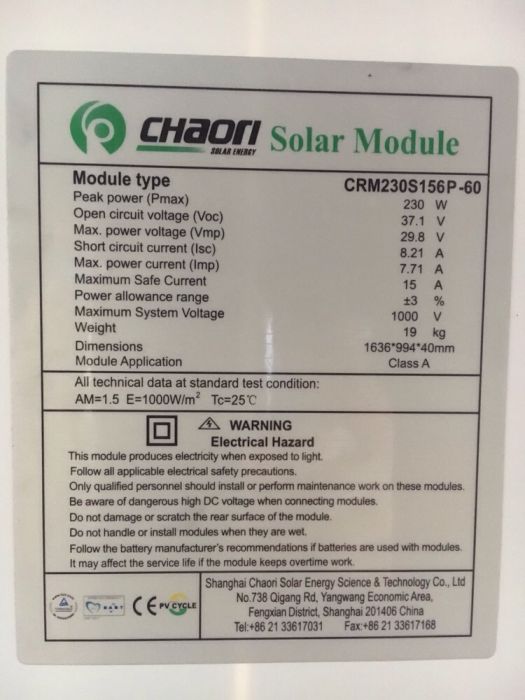 CHAORI Solar Module
SOLAR ENERGY
Module type CRM230S156P-60
Peak power (Pmax) 230 W
Open circuit voltage (Voc) 37.1 V
Max. power voltage (Vmp) 29.8 V
Short circuit current (Isc) 8.21 A
Max. power current (Imp) 7.71 A
Maximum Safe Current 15 A
Power allowance range ±3 %
Maximum System Voltage 1000 V
Weight 19 kg
Dimensions 1636*994*40mm
Module Application Class A
All technical data at standard test condition:
AM=1.5 E=1000W/m² Tc=25℃
WARNING
Electrical Hazard
This module produces electricity when exposed to light.
Follow all applicable electrical safety precautions.
Only qualified personnel should install or perform maintenance work on these modules.
Be aware of dangerous high DC voltage when connecting modules.
Do not damage or scratch the rear surface of the module.
Do not handle or install modules when they are wet.
Follow the battery manufacturer's recommendations if batteries are used with modules.
It may affect the service life if the module keeps overtime work.
CE PV CYCLE
Shanghai Chaori Solar Energy Science & Technology Co., Ltd
No.738 Qigang Rd, Yangwang Economic Area,
Fengxian District, Shanghai 201406 China
Tel:+86 21 33617031 Fax:+86 21 33617168